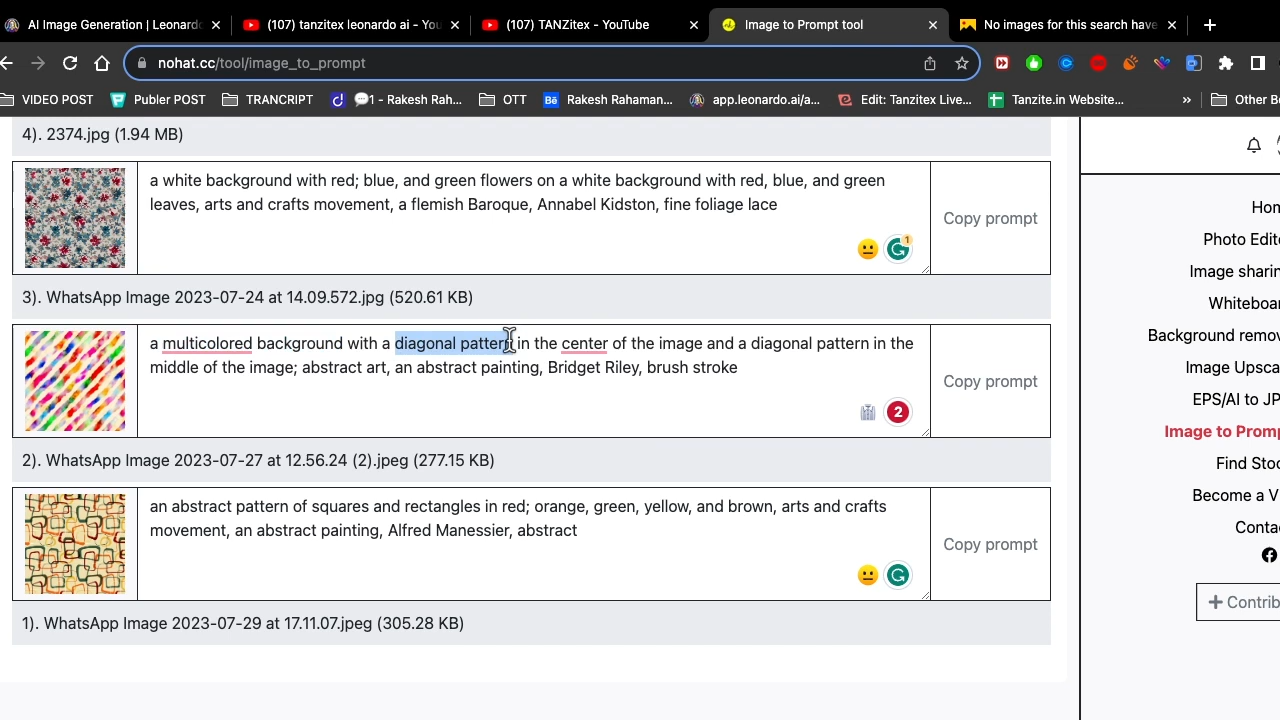 AI Image Generation | Leonardo
(107) tanzitex leonardo ai - You
(107) TANZitex - YouTube
Image to Prompt tool
No images for this search have
nohat.cc/tool/image_to_prompt
VIDEO POST
Publer POST
TRANCRIPT
1 - Rakesh Rah...
OTT
Bē
Rakesh Rahaman...
app.leonardo.ai/a...
Edit: Tanzitex Live...
Tanzite.in Website...
»
Other Bo
4). 2374.jpg (1.94 MB)
a white background with red; blue, and green flowers on a white background with red, blue, and green
leaves, arts and crafts movement, a flemish Baroque, Annabel Kidston, fine foliage lace
1
Copy prompt
3). WhatsApp Image 2023-07-24 at 14.09.572.jpg (520.61 KB)
a multicolored background with a diagonal pattern in the center of the image and a diagonal pattern in the
middle of the image; abstract art, an abstract painting, Bridget Riley, brush stroke
2
Copy prompt
2). WhatsApp Image 2023-07-27 at 12.56.24 (2).jpeg (277.15 KB)
an abstract pattern of squares and rectangles in red; orange, green, yellow, and brown, arts and crafts
movement, an abstract painting, Alfred Manessier, abstract
Copy prompt
1). WhatsApp Image 2023-07-29 at 17.11.07.jpeg (305.28 KB)
Hom
Photo Edito
Image sharin
Whiteboa
Background remov
Image Upsca
EPS/AI to JP
Image to Promp
Find Stoc
Become a V
Conta
+ Contrib